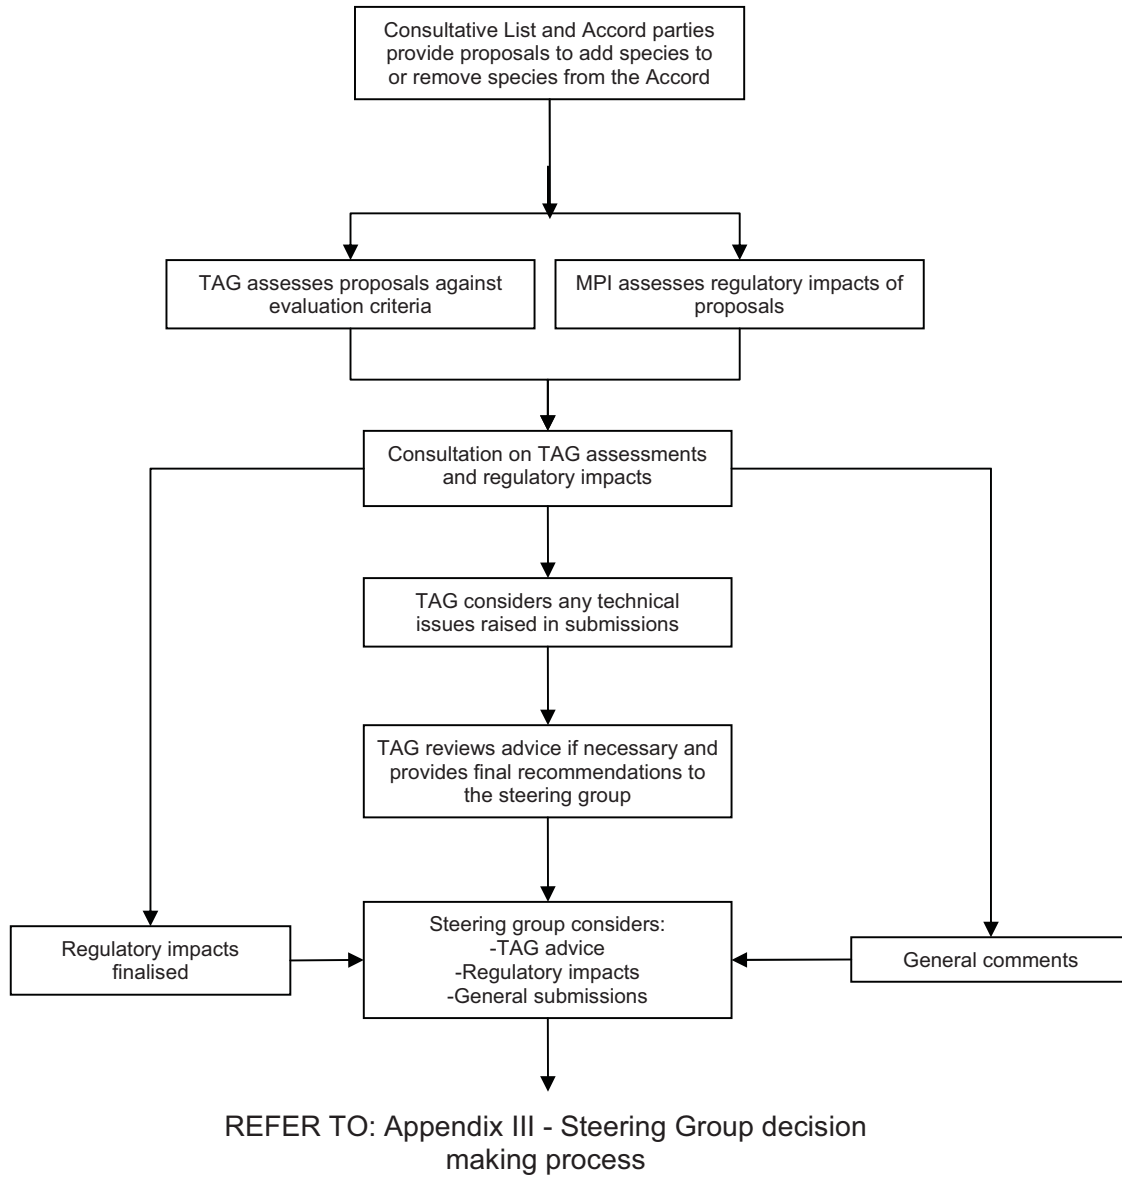 Consultative List and Accord parties
provide proposals to add species to
or remove species from the Accord
TAG assesses proposals against
evaluation criteria
MPI assesses regulatory impacts of
proposals
Consultation on TAG assessments
and regulatory impacts
TAG considers any technical
issues raised in submissions
TAG reviews advice if necessary and
provides final recommendations to
the steering group
Regulatory impacts
finalised
Steering group considers:
-TAG advice
-Regulatory impacts
-General submissions
General comments
REFER TO: Appendix III - Steering Group decision
making process